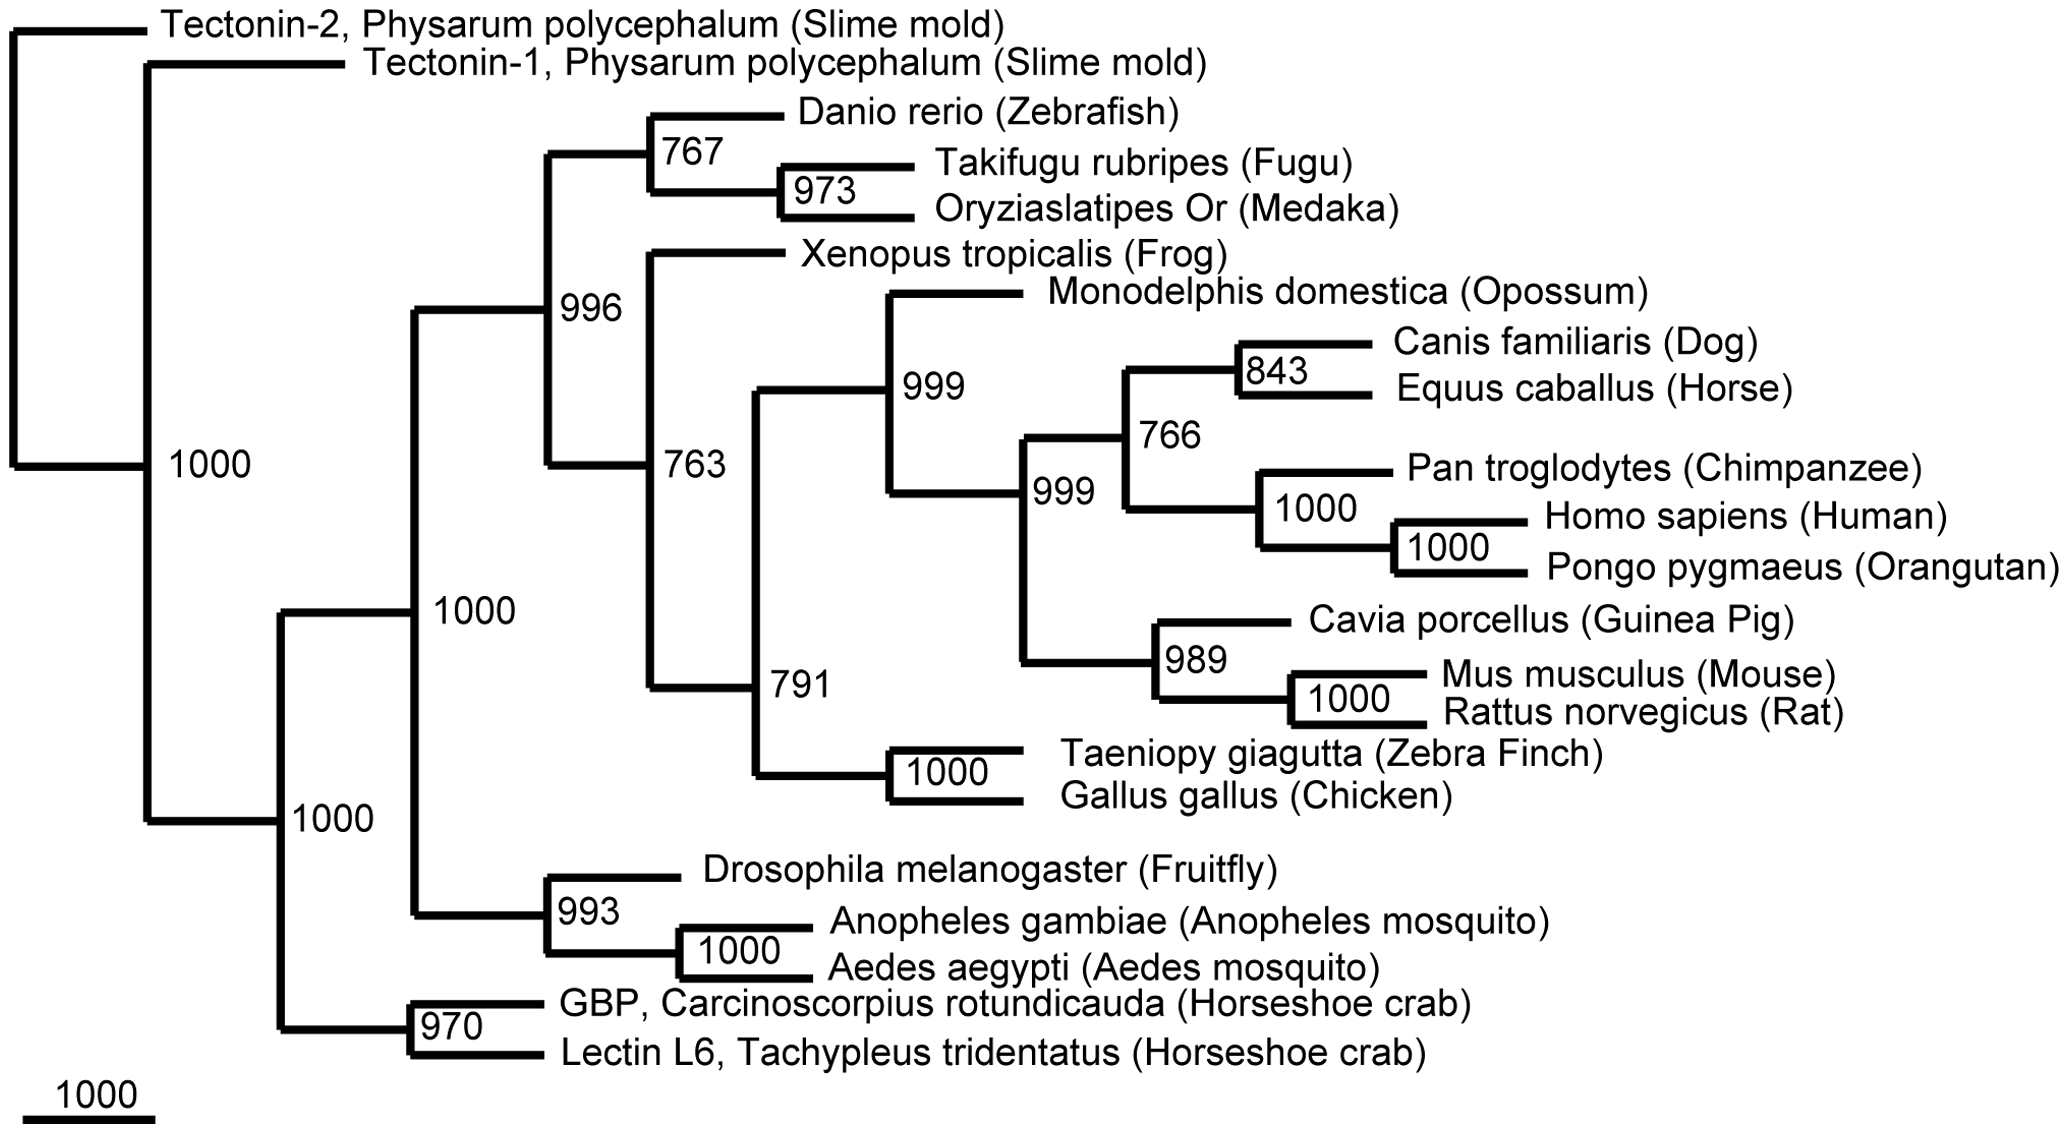 Tectonin-2, Physarum polycephalum (Slime mold)
Tectonin-1, Physarum polycephalum (Slime mold)
Danio rerio (Zebrafish)
767
Takifugu rubripes (Fugu)
973
Oryziaslatipes Or (Medaka)
Xenopus tropicalis (Frog)
Monodelphis domestica (Opossum)
996
Canis familiaris (Dog)
843
Equus caballus (Horse)
999
766
1000
763
Pan troglodytes (Chimpanzee)
999
1000
Homo sapiens (Human)
1000
Pongo pygmaeus (Orangutan)
1000
Cavia porcellus (Guinea Pig)
989
Mus musculus (Mouse)
791
1000
Rattus norvegicus (Rat)
Taeniopy giagutta (Zebra Finch)
1000
Gallus gallus (Chicken)
1000
Drosophila melanogaster (Fruitfly)
993
Anopheles gambiae (Anopheles mosquito)
1000
Aedes aegypti (Aedes mosquito)
GBP, Carcinoscorpius rotundicauda (Horseshoe crab)
970
Lectin L6, Tachypleus tridentatus (Horseshoe crab)
1000